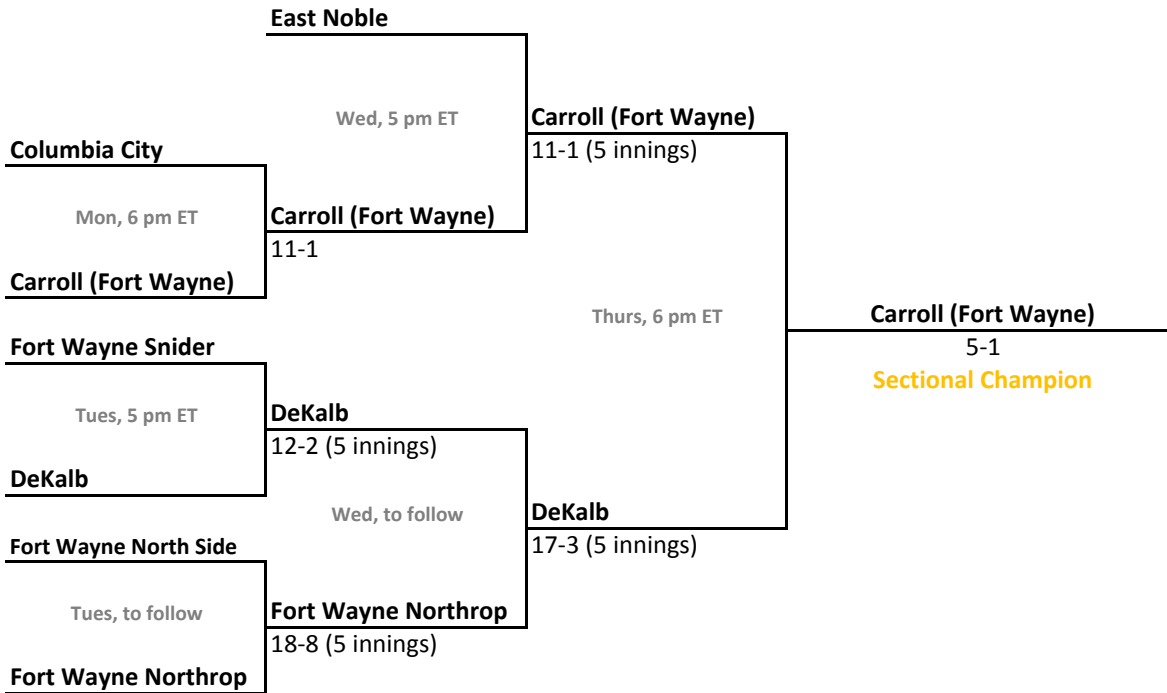 East Noble
Wed, 5 pm ET
Carroll (Fort Wayne)
11-1 (5 innings)
Columbia City
Mon, 6 pm ET
Carroll (Fort Wayne)
11-1
Carroll (Fort Wayne)
Thurs, 6 pm ET
Carroll (Fort Wayne)
5-1
Sectional Champion
Fort Wayne Snider
Tues, 5 pm ET
DeKalb
12-2 (5 innings)
DeKalb
Wed, to follow
DeKalb
17-3 (5 innings)
Fort Wayne North Side
Tues, to follow
Fort Wayne Northrop
18-8 (5 innings)
Fort Wayne Northrop